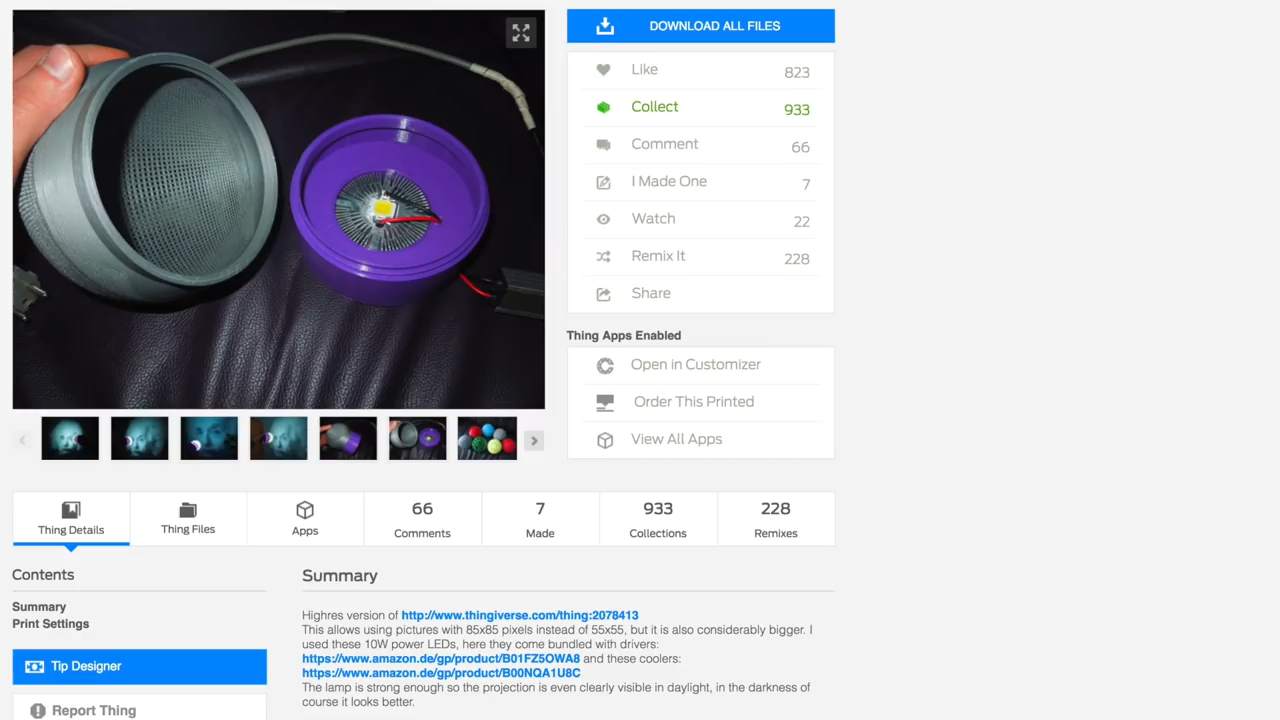 DOWNLOAD ALL FILES
Like 823
Collect 933
Comment 66
I Made One 7
Watch 22
Remix It 228
Share
Thing Apps Enabled
Open in Customizer
Order This Printed
View All Apps
Thing Details
Thing Files
Apps
66
Comments
7
Made
933
Collections
228
Remixes
Contents
Summary
Print Settings
Tip Designer
Report Thing
Summary
Highres version of http://www.thingiverse.com/thing:2078413
This allows using pictures with 85x85 pixels instead of 55x55, but it is also considerably bigger. I
used these 10W power LEDs, here they come bundled with drivers:
https://www.amazon.de/gp/product/B01FZ5OWA8 and these coolers:
https://www.amazon.de/gp/product/B00NQA1U8C
The lamp is strong enough so the projection is even clearly visible in daylight, in the darkness of
course it looks better.